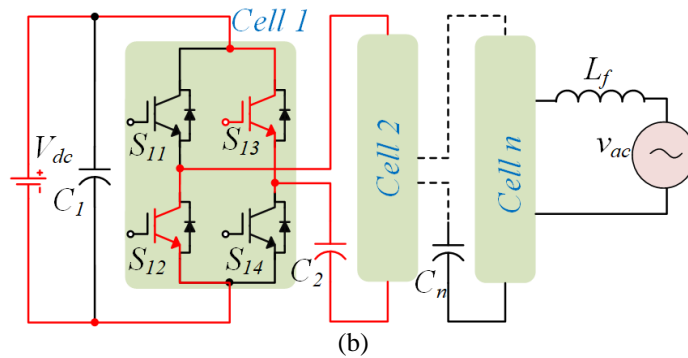 Cell 1
V_dc
+
-
C_1
S_11
S_13
S_12
S_14
C_2
Cell 2
C_n
Cell n
L_f
v_ac
(b)